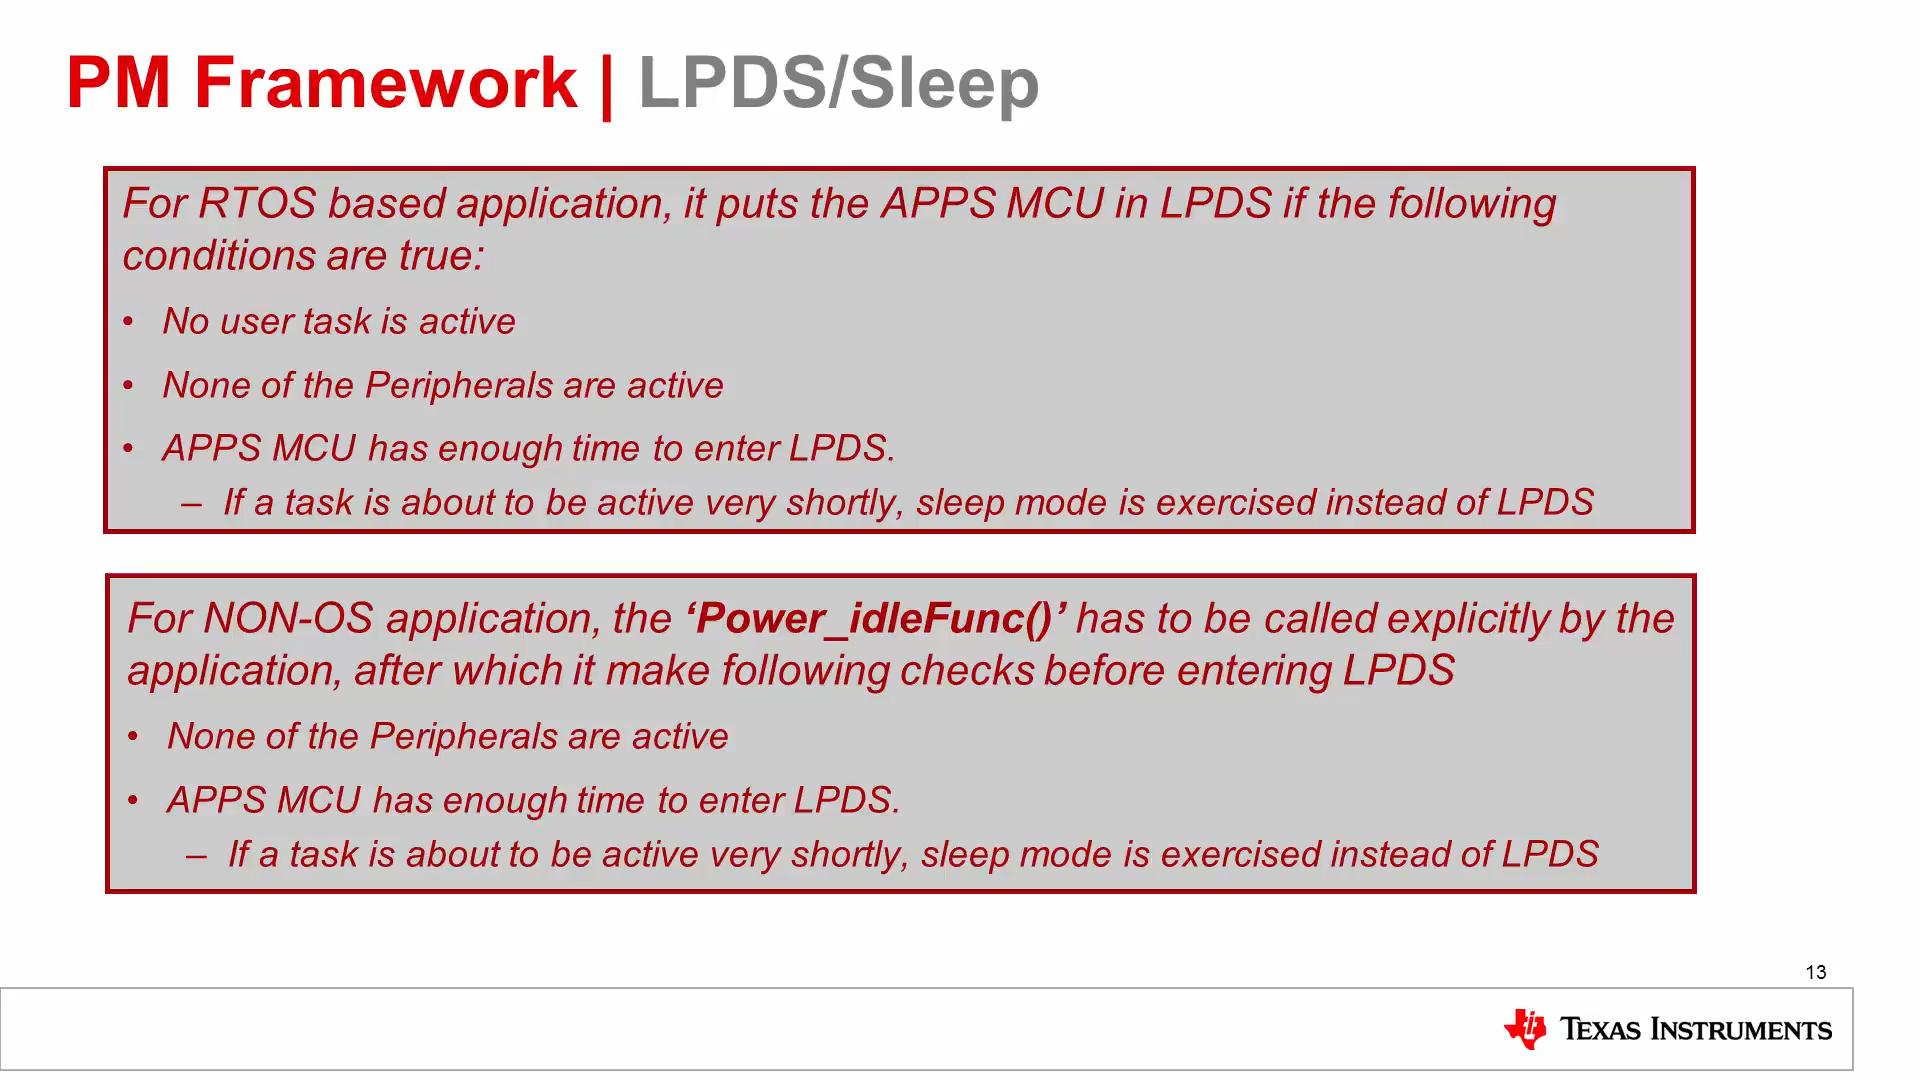 PM Framework | LPDS/Sleep
For RTOS based application, it puts the APPS MCU in LPDS if the following
conditions are true:
• No user task is active
• None of the Peripherals are active
• APPS MCU has enough time to enter LPDS.
– If a task is about to be active very shortly, sleep mode is exercised instead of LPDS
For NON-OS application, the ‘Power_idleFunc()’ has to be called explicitly by the
application, after which it make following checks before entering LPDS
• None of the Peripherals are active
• APPS MCU has enough time to enter LPDS.
– If a task is about to be active very shortly, sleep mode is exercised instead of LPDS
13
TEXAS INSTRUMENTS